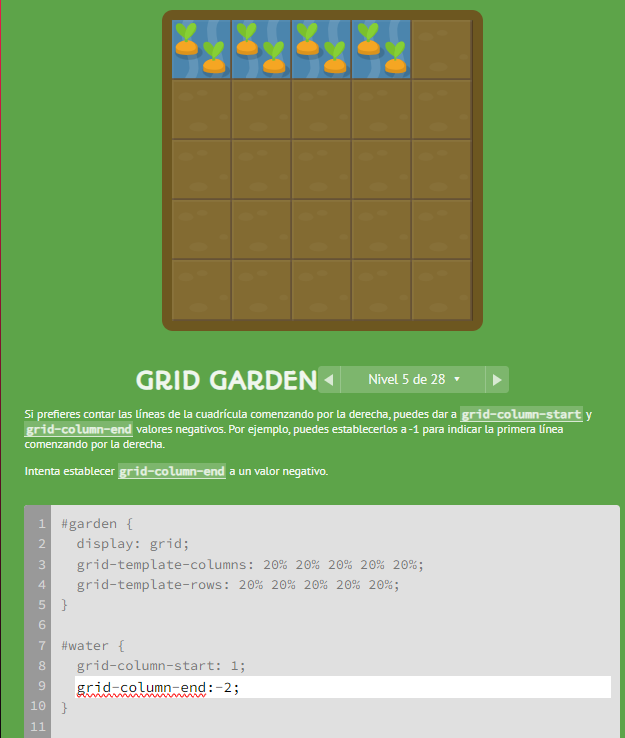 GRID GARDEN
Nivel 5 de 28
Si prefieres contar las líneas de la cuadrícula comenzando por la derecha, puedes dar a grid-column-start y
grid-column-end valores negativos. Por ejemplo, puedes establecerlos a -1 para indicar la primera línea
comenzando por la derecha.
Intenta establecer grid-column-end a un valor negativo.
1 #garden {
2 display: grid;
3 grid-template-columns: 20% 20% 20% 20% 20%;
4 grid-template-rows: 20% 20% 20% 20% 20%;
5 }
6
7 #water {
8 grid-column-start: 1;
9 grid-column-end:-2;
10 }
11